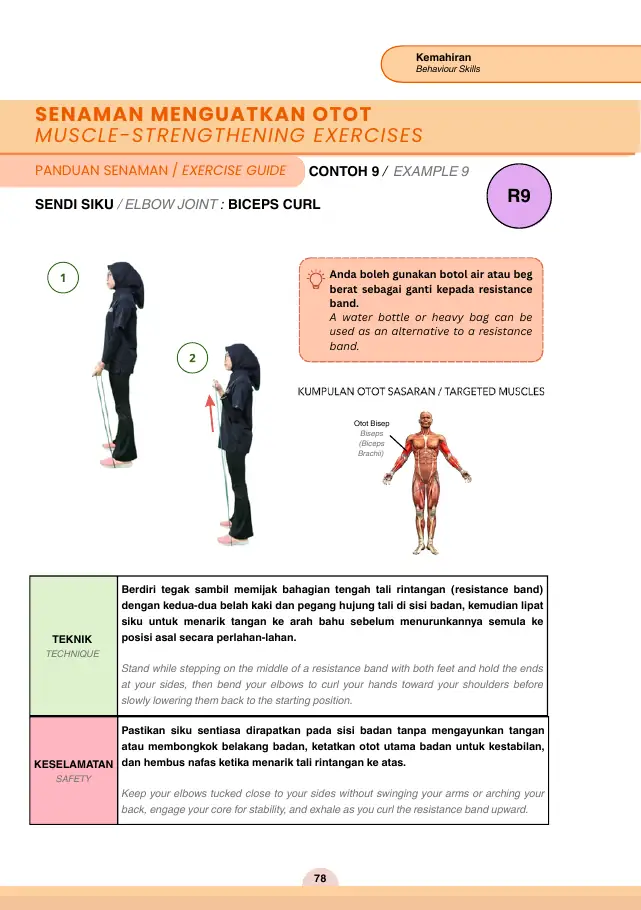 Kemahiran
Behaviour Skills
SENAMAN MENGUATKAN OTOT
MUSCLE-STRENGTHENING EXERCISES
PANDUAN SENAMAN / EXERCISE GUIDE
CONTOH 9 / EXAMPLE 9
R9
SENDI SIKU / ELBOW JOINT : BICEPS CURL
1
2
Anda boleh gunakan botol air atau beg
berat sebagai ganti kepada resistance
band.
A water bottle or heavy bag can be
used as an alternative to a resistance
band.
KUMPULAN OTOT SASARAN / TARGETED MUSCLES
Otot Bisep
Biseps
(Biceps
Brachii)
TEKNIK
TECHNIQUE
Berdiri tegak sambil memijak bahagian tengah tali rintangan (resistance band)
dengan kedua-dua belah kaki dan pegang hujung tali di sisi badan, kemudian lipat
siku untuk menarik tangan ke arah bahu sebelum menurunkannya semula ke
posisi asal secara perlahan-lahan.
Stand while stepping on the middle of a resistance band with both feet and hold the ends
at your sides, then bend your elbows to curl your hands toward your shoulders before
slowly lowering them back to the starting position.
KESELAMATAN
SAFETY
Pastikan siku sentiasa dirapatkan pada sisi badan tanpa mengayunkan tangan
atau membongkok belakang badan, ketatkan otot utama badan untuk kestabilan,
dan hembus nafas ketika menarik tali rintangan ke atas.
Keep your elbows tucked close to your sides without swinging your arms or arching your
back, engage your core for stability, and exhale as you curl the resistance band upward.
78